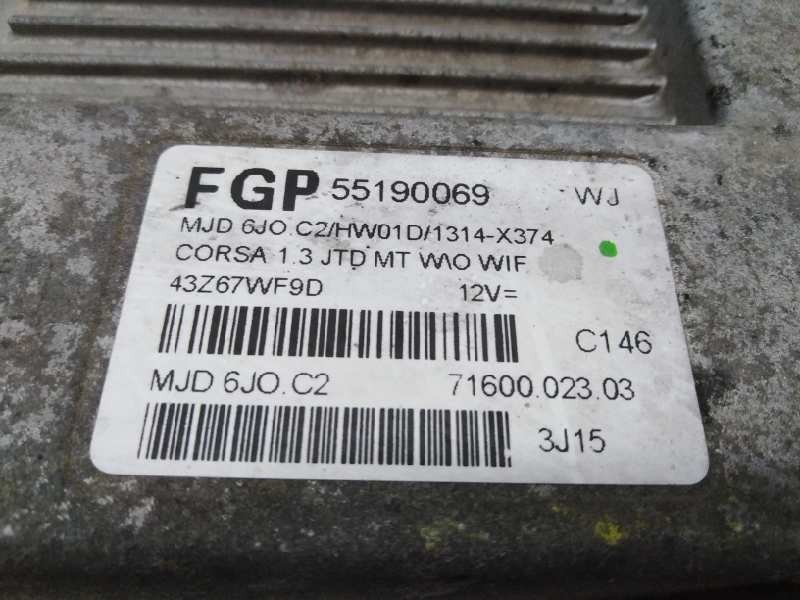 FGP 55190069 WJ
MJD 6JO.C2/HW01D/1314-X374
CORSA 1.3 JTD MT W\O WIF
43Z67WF9D 12V=
C146
MJD 6JO.C2 71600.023.03
3J15